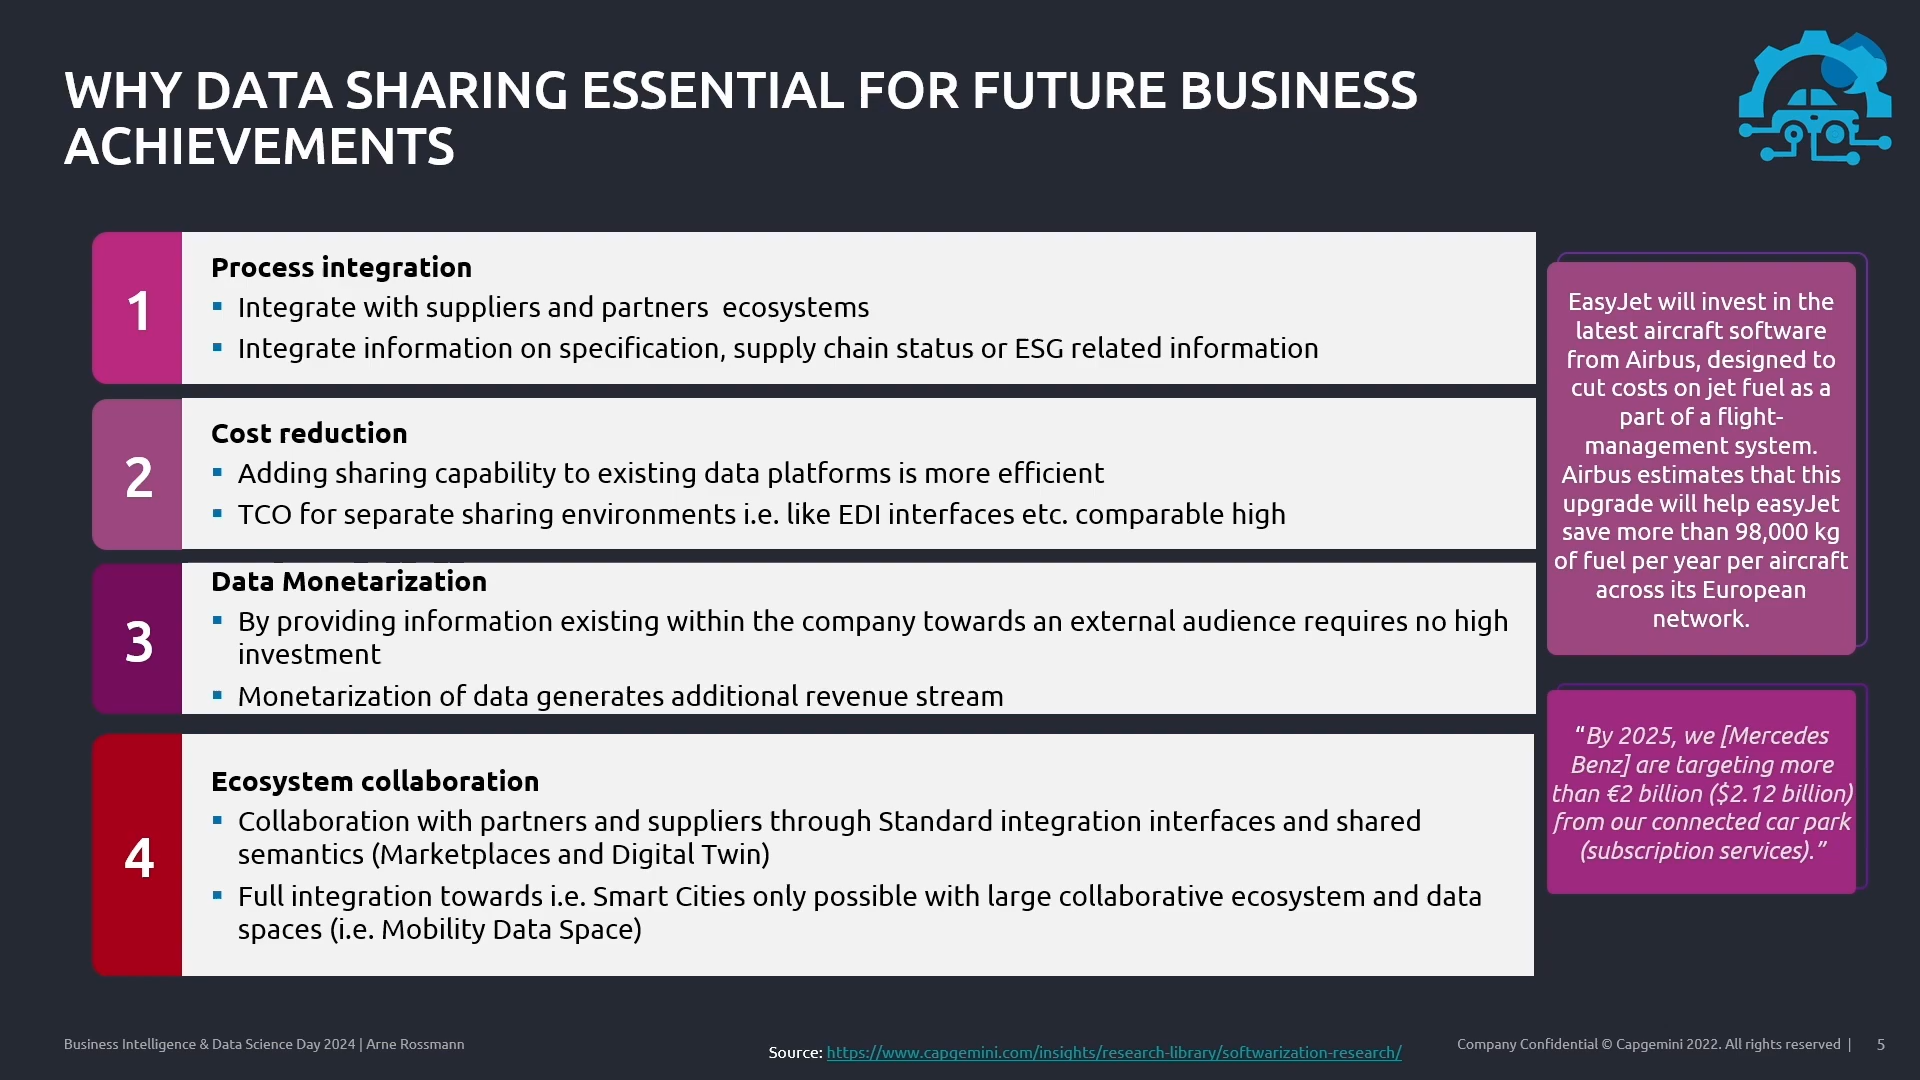 WHY DATA SHARING ESSENTIAL FOR FUTURE BUSINESS
ACHIEVEMENTS
1
Process integration
▪ Integrate with suppliers and partners  ecosystems
▪ Integrate information on specification, supply chain status or ESG related information
2
Cost reduction
▪ Adding sharing capability to existing data platforms is more efficient
▪ TCO for separate sharing environments i.e. like EDI interfaces etc. comparable high
3
Data Monetarization
▪ By providing information existing within the company towards an external audience requires no high
investment
▪ Monetarization of data generates additional revenue stream
4
Ecosystem collaboration
▪ Collaboration with partners and suppliers through Standard integration interfaces and shared
semantics (Marketplaces and Digital Twin)
▪ Full integration towards i.e. Smart Cities only possible with large collaborative ecosystem and data
spaces (i.e. Mobility Data Space)
EasyJet will invest in the
latest aircraft software
from Airbus, designed to
cut costs on jet fuel as a
part of a flight-
management system.
Airbus estimates that this
upgrade will help easyJet
save more than 98,000 kg
of fuel per year per aircraft
across its European
network.
“By 2025, we [Mercedes
Benz] are targeting more
than €2 billion ($2.12 billion)
from our connected car park
(subscription services).”
Business Intelligence & Data Science Day 2024 | Arne Rossmann
Source: https://www.capgemini.com/insights/research-library/softwarization-research/
Company Confidential © Capgemini 2022. All rights reserved | 5